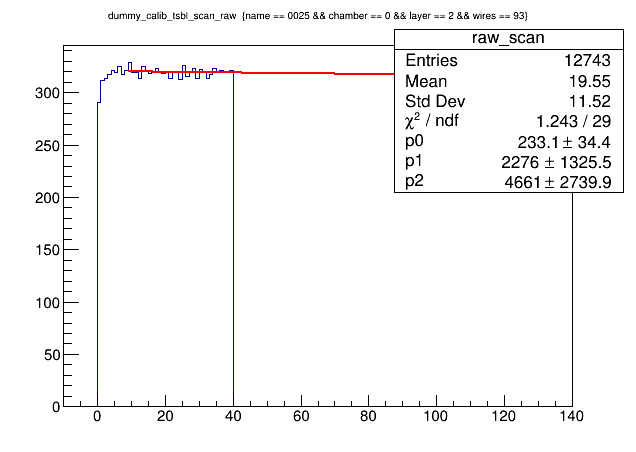 dummy_calib_tsbl_scan_raw {name == 0025 && chamber == 0 && layer == 2 && wires == 93}
raw_scan
Entries 12743
Mean 19.55
Std Dev 11.52
χ² / ndf 1.243 / 29
p0 233.1 ± 34.4
p1 2276 ± 1325.5
p2 4661 ± 2739.9
300
250
200
150
100
50
0
0 20 40 60 80 100 120 140